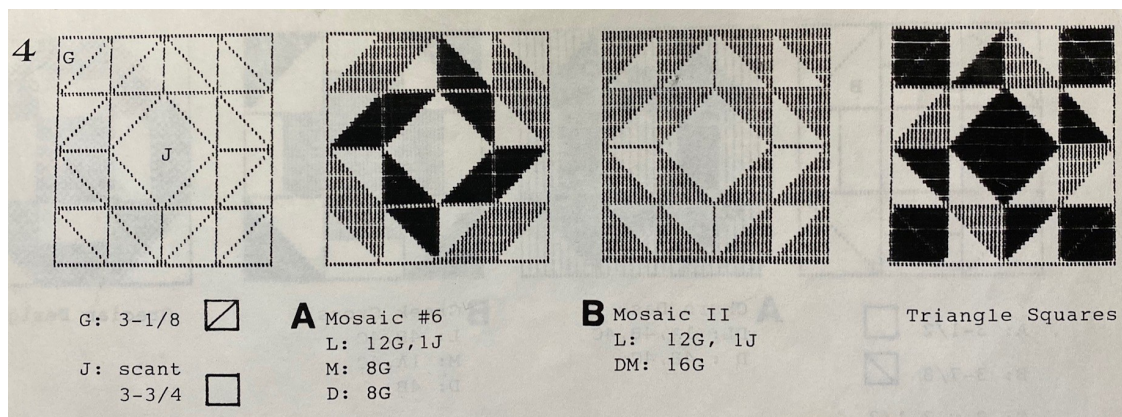 4
G
J
G: 3-1/8
J: scant
3-3/4
A Mosaic #6
L: 12G,1J
M: 8G
D: 8G
B Mosaic II
L: 12G, 1J
DM: 16G
Triangle Squares